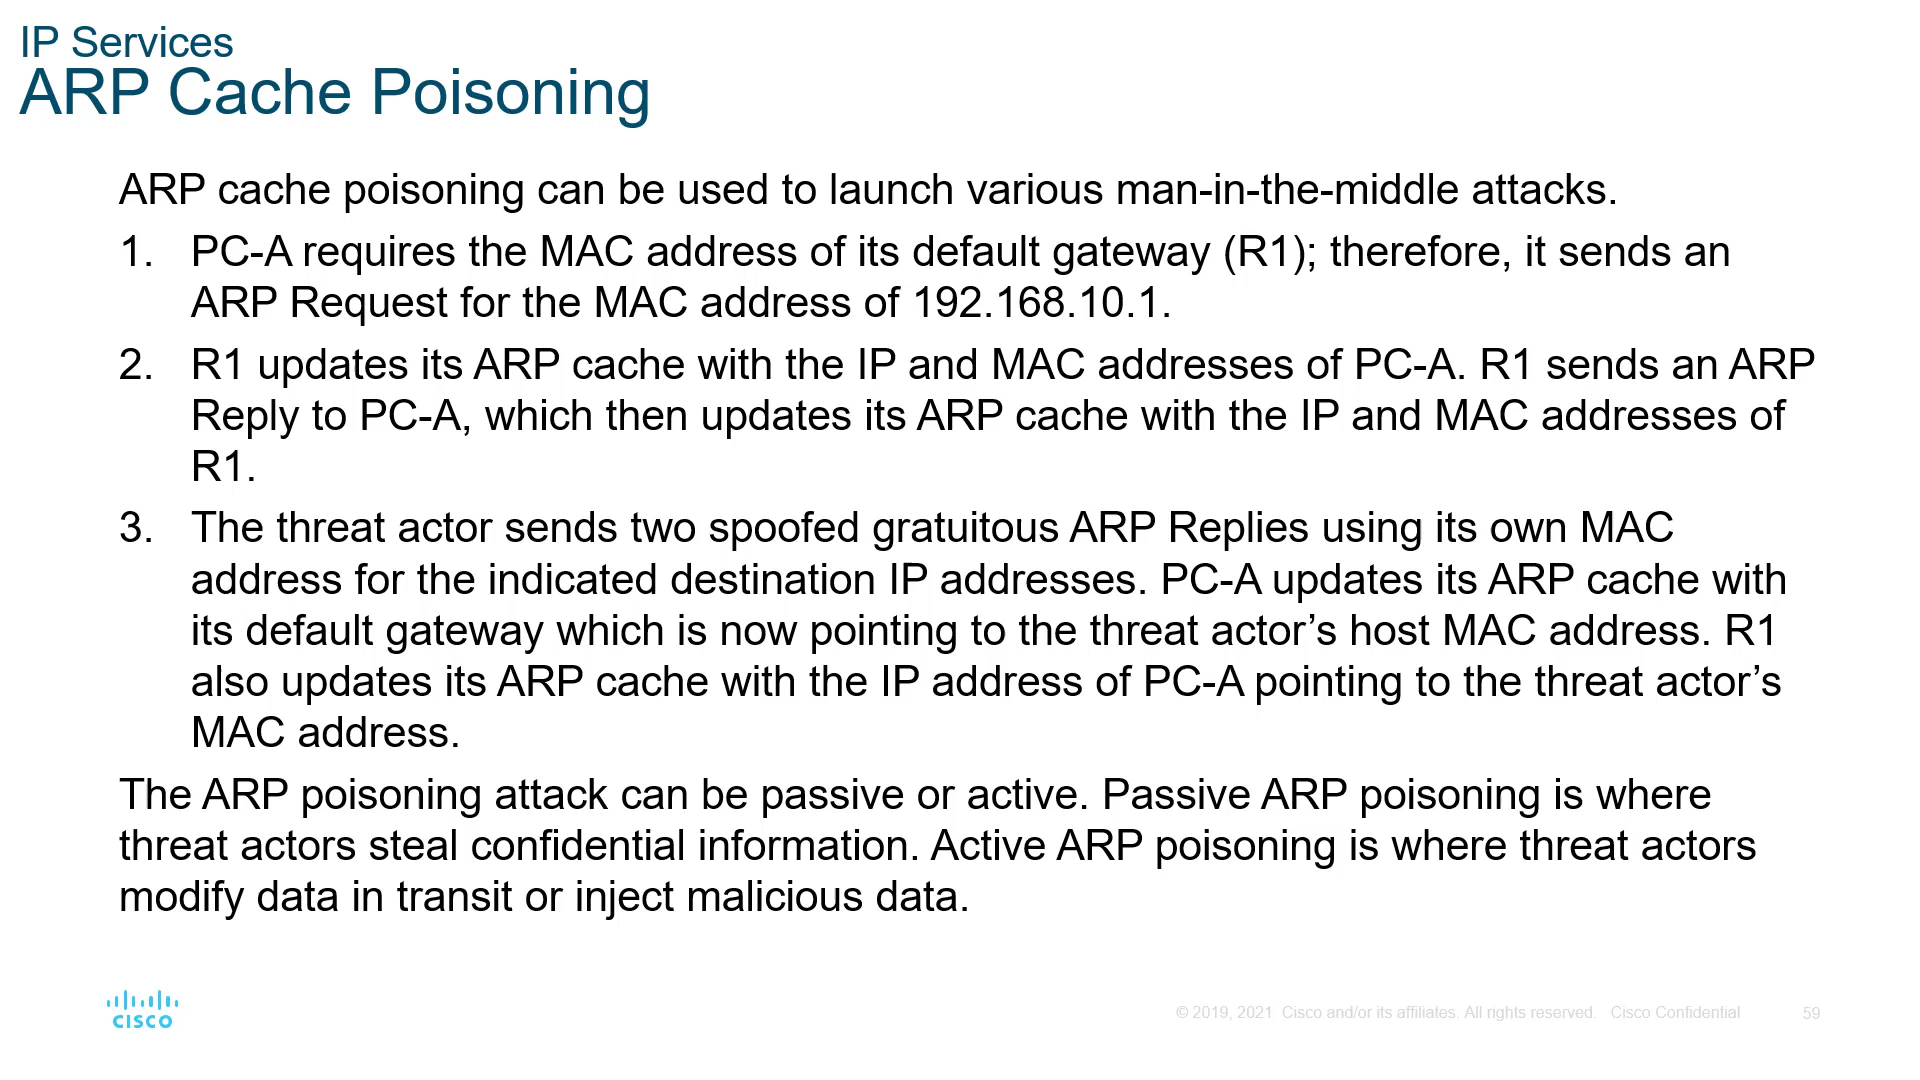 IP Services
ARP Cache Poisoning
ARP cache poisoning can be used to launch various man-in-the-middle attacks.
1. PC-A requires the MAC address of its default gateway (R1); therefore, it sends an
ARP Request for the MAC address of 192.168.10.1.
2. R1 updates its ARP cache with the IP and MAC addresses of PC-A. R1 sends an ARP
Reply to PC-A, which then updates its ARP cache with the IP and MAC addresses of
R1.
3. The threat actor sends two spoofed gratuitous ARP Replies using its own MAC
address for the indicated destination IP addresses. PC-A updates its ARP cache with
its default gateway which is now pointing to the threat actor’s host MAC address. R1
also updates its ARP cache with the IP address of PC-A pointing to the threat actor’s
MAC address.
The ARP poisoning attack can be passive or active. Passive ARP poisoning is where
threat actors steal confidential information. Active ARP poisoning is where threat actors
modify data in transit or inject malicious data.
CISCO
© 2019, 2021 Cisco and/or its affiliates. All rights reserved. Cisco Confidential 59